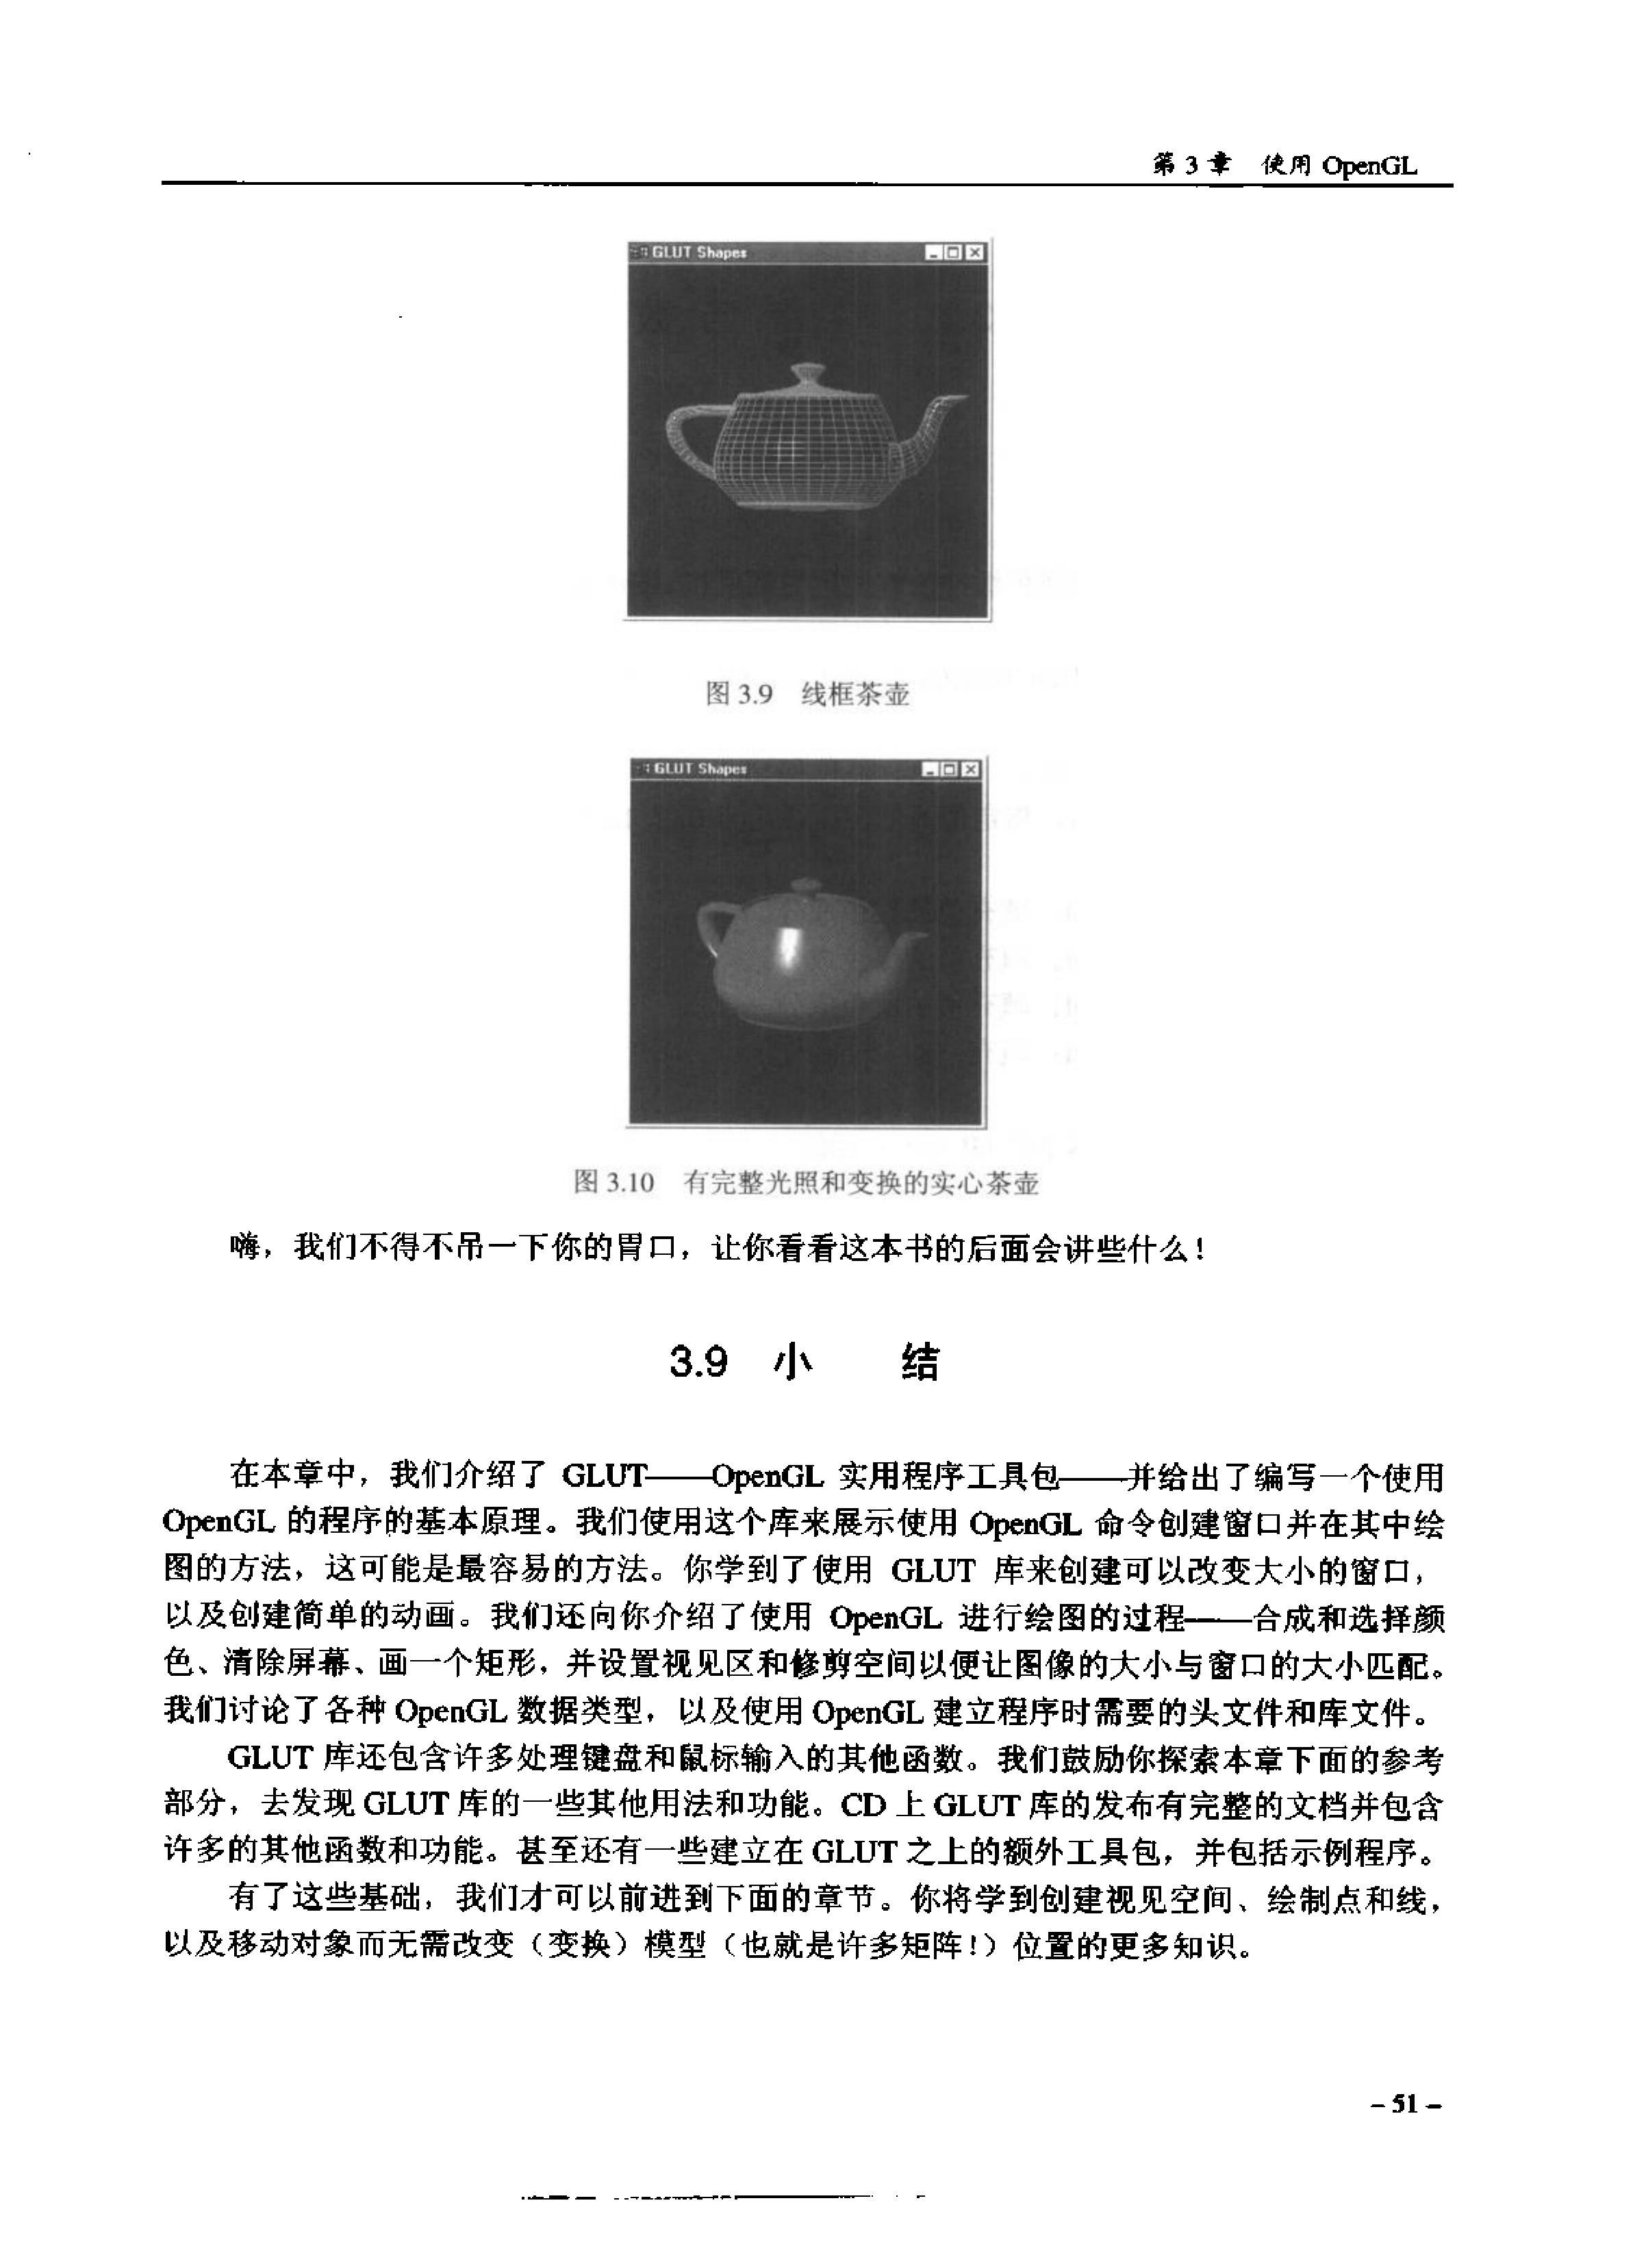 第 3 章　使用 OpenGL
GLUT Shapes
图 3.9　线框茶壶
GLUT Shapes
图 3.10　有完整光照和变换的实心茶壶
嗨，我们不得不吊一下你的胃口，让你看看这本书的后面会讲些什么！
3.9　小　　结
在本章中，我们介绍了 GLUT——OpenGL 实用程序工具包——并给出了编写一个使用
OpenGL 的程序的基本原理。我们使用这个库来展示使用 OpenGL 命令创建窗口并在其中绘
图的方法，这可能是最容易的方法。你学到了使用 GLUT 库来创建可以改变大小的窗口，
以及创建简单的动画。我们还向你介绍了使用 OpenGL 进行绘图的过程——合成和选择颜
色、清除屏幕、画一个矩形，并设置视见区和修剪空间以便让图像的大小与窗口的大小匹配。
我们讨论了各种 OpenGL 数据类型，以及使用 OpenGL 建立程序时需要的头文件和库文件。
GLUT 库还包含许多处理键盘和鼠标输入的其他函数。我们鼓励你探索本章下面的参考
部分，去发现 GLUT 库的一些其他用法和功能。CD 上 GLUT 库的发布有完整的文档并包含
许多的其他函数和功能。甚至还有一些建立在 GLUT 之上的额外工具包，并包括示例程序。
有了这些基础，我们才可以前进到下面的章节。你将学到创建视见空间、绘制点和线，
以及移动对象而无需改变（变换）模型（也就是许多矩阵！）位置的更多知识。
– 51 –